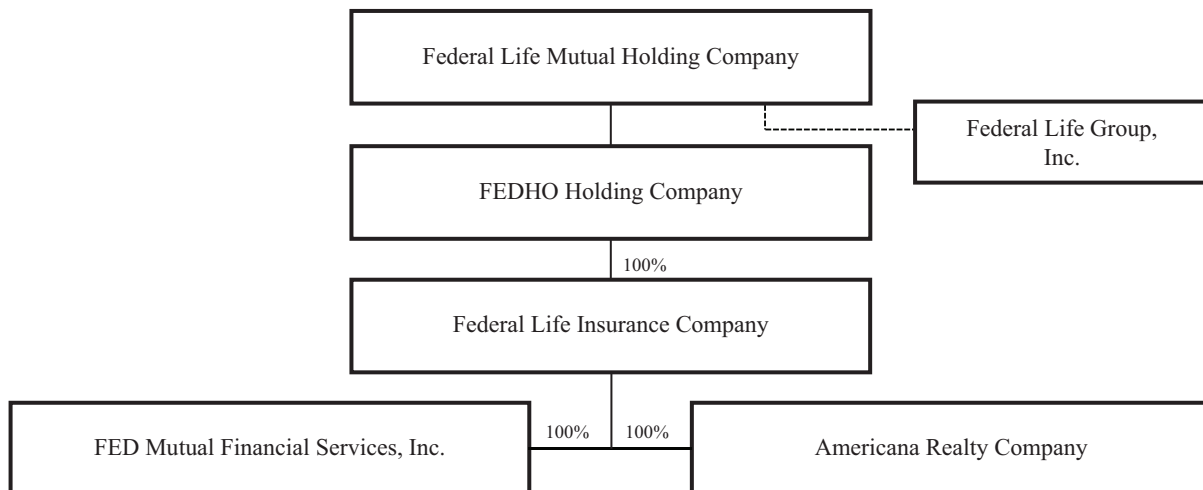 Federal Life Mutual Holding Company
Federal Life Group,
Inc.
FEDHO Holding Company
100%
Federal Life Insurance Company
FED Mutual Financial Services, Inc.
100%
100%
Americana Realty Company